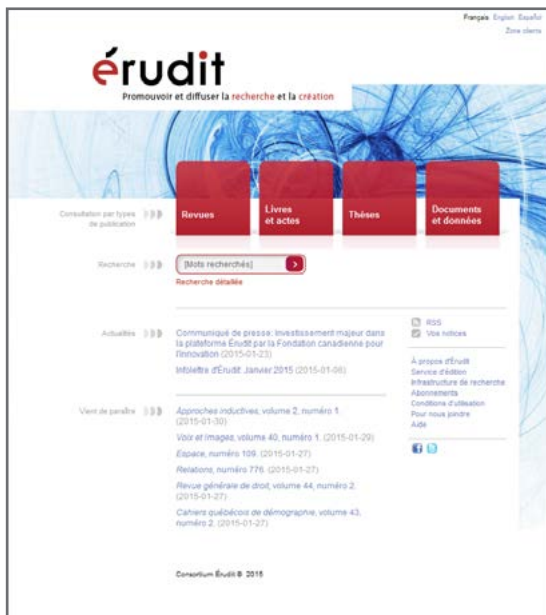 Français English Español
Zone clients
érudit
Promouvoir et diffuser la recherche et la création
Consultation par types
de publication
Revues
Livres
et actes
Thèses
Documents
et données
Recherche
[Mots recherchés]
Recherche détaillée
Actualités
Communiqué de presse: Investissement majeur dans
la plateforme Érudit par la Fondation canadienne pour
l'innovation (2015-01-23)
Infolettre d'Érudit: Janvier 2015 (2015-01-06)
RSS
Vos notices
À propos d'Érudit
Service d'édition
Infrastructure de recherche
Abonnements
Conditions d'utilisation
Pour nous joindre
Aide
Vient de paraître
Approches inductives, volume 2, numéro 1.
(2015-01-30)
Voix et Images, volume 40, numéro 1. (2015-01-29)
Espace, numéro 109. (2015-01-27)
Relations, numéro 776. (2015-01-27)
Revue générale de droit, volume 44, numéro 2.
(2015-01-27)
Cahiers québécois de démographie, volume 43,
numéro 2. (2015-01-27)
Consortium Érudit © 2015